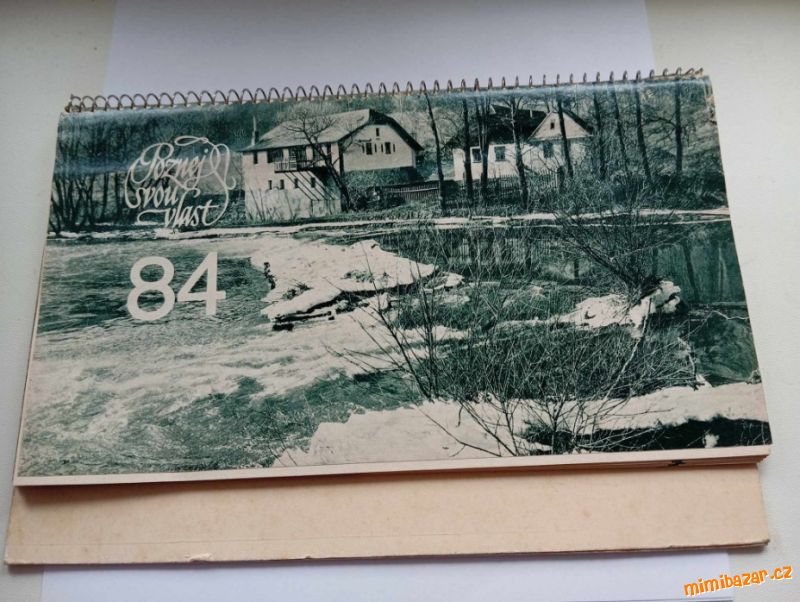 Poznej
svou
vlast
84
mimibazar.cz